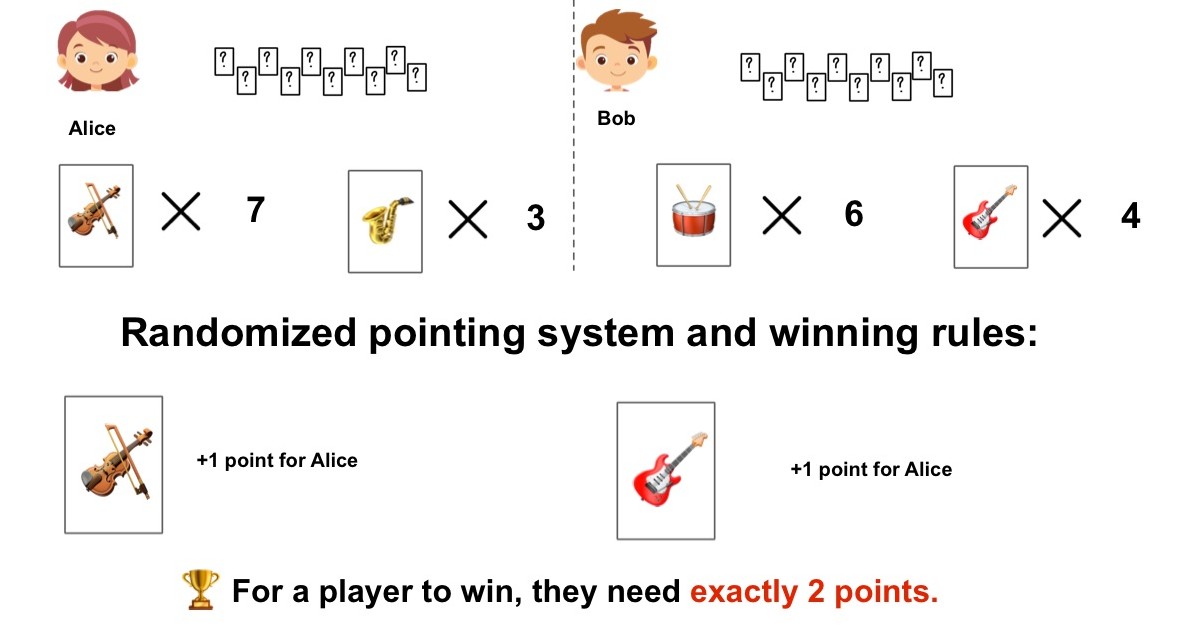 ? ? ? ? ? ? ? ? ? ?
? ? ? ? ? ? ? ? ? ?
Alice
Bob
7
3
6
4
Randomized pointing system and winning rules:
+1 point for Alice
+1 point for Alice
For a player to win, they need exactly 2 points.